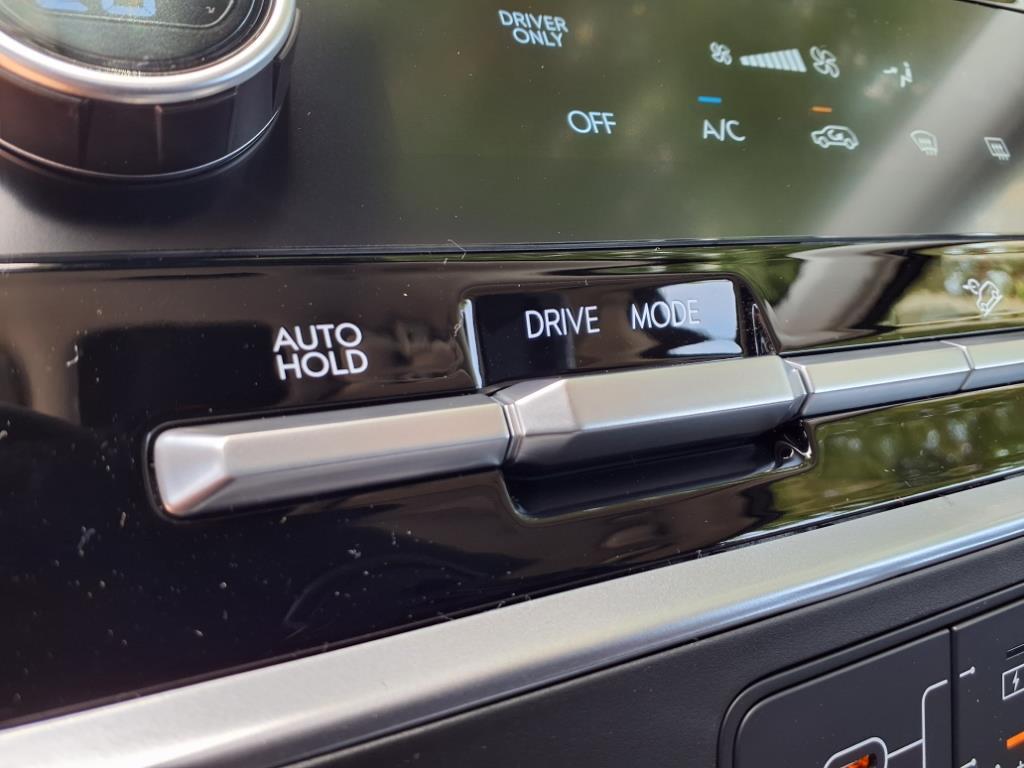 DRIVER
ONLY
OFF
A/C
AUTO
HOLD
DRIVE MODE